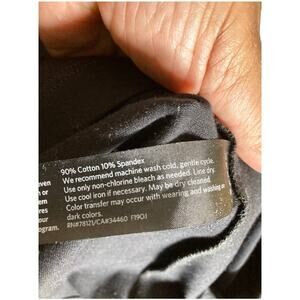 90% Cotton 10% Spandex
We recommend machine wash cold, gentle cycle.
Use only non-chlorine bleach as needed. Line dry.
Use cool iron if necessary. May be dry cleaned
Color transfer may occur with wearing and washing of
dark colors.
RN#78121/CA#34460 F1901